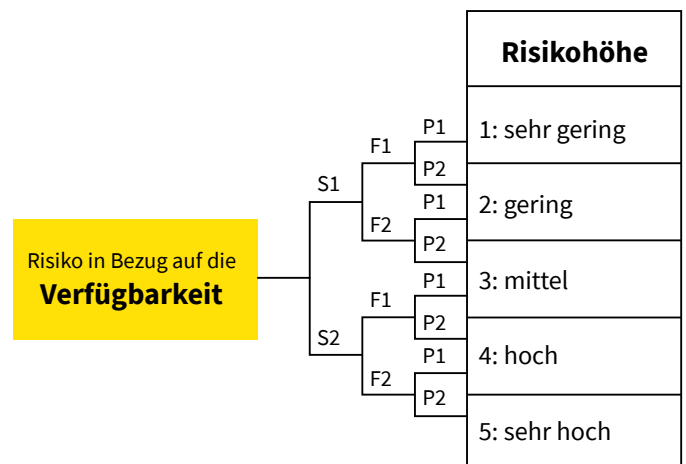 Risikohöhe
P1
1: sehr gering
F1
P2
S1
P1
2: gering
F2
P2
Risiko in Bezug auf die
Verfügbarkeit
P1
3: mittel
F1
P2
S2
P1
4: hoch
F2
P2
5: sehr hoch